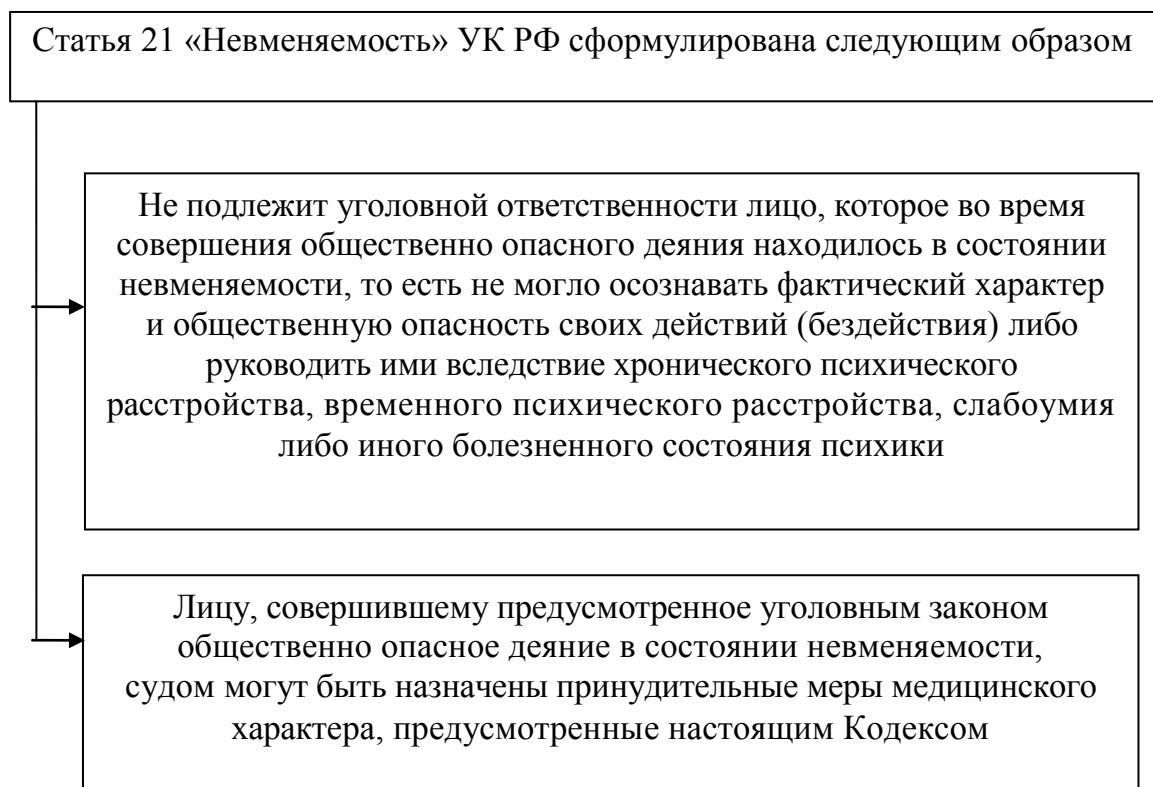 Статья 21 «Невменяемость» УК РФ сформулирована следующим образом
Не подлежит уголовной ответственности лицо, которое во время
совершения общественно опасного деяния находилось в состоянии
невменяемости, то есть не могло осознавать фактический характер
и общественную опасность своих действий (бездействия) либо
руководить ими вследствие хронического психического
расстройства, временного психического расстройства, слабоумия
либо иного болезненного состояния психики
Лицу, совершившему предусмотренное уголовным законом
общественно опасное деяние в состоянии невменяемости,
судом могут быть назначены принудительные меры медицинского
характера, предусмотренные настоящим Кодексом